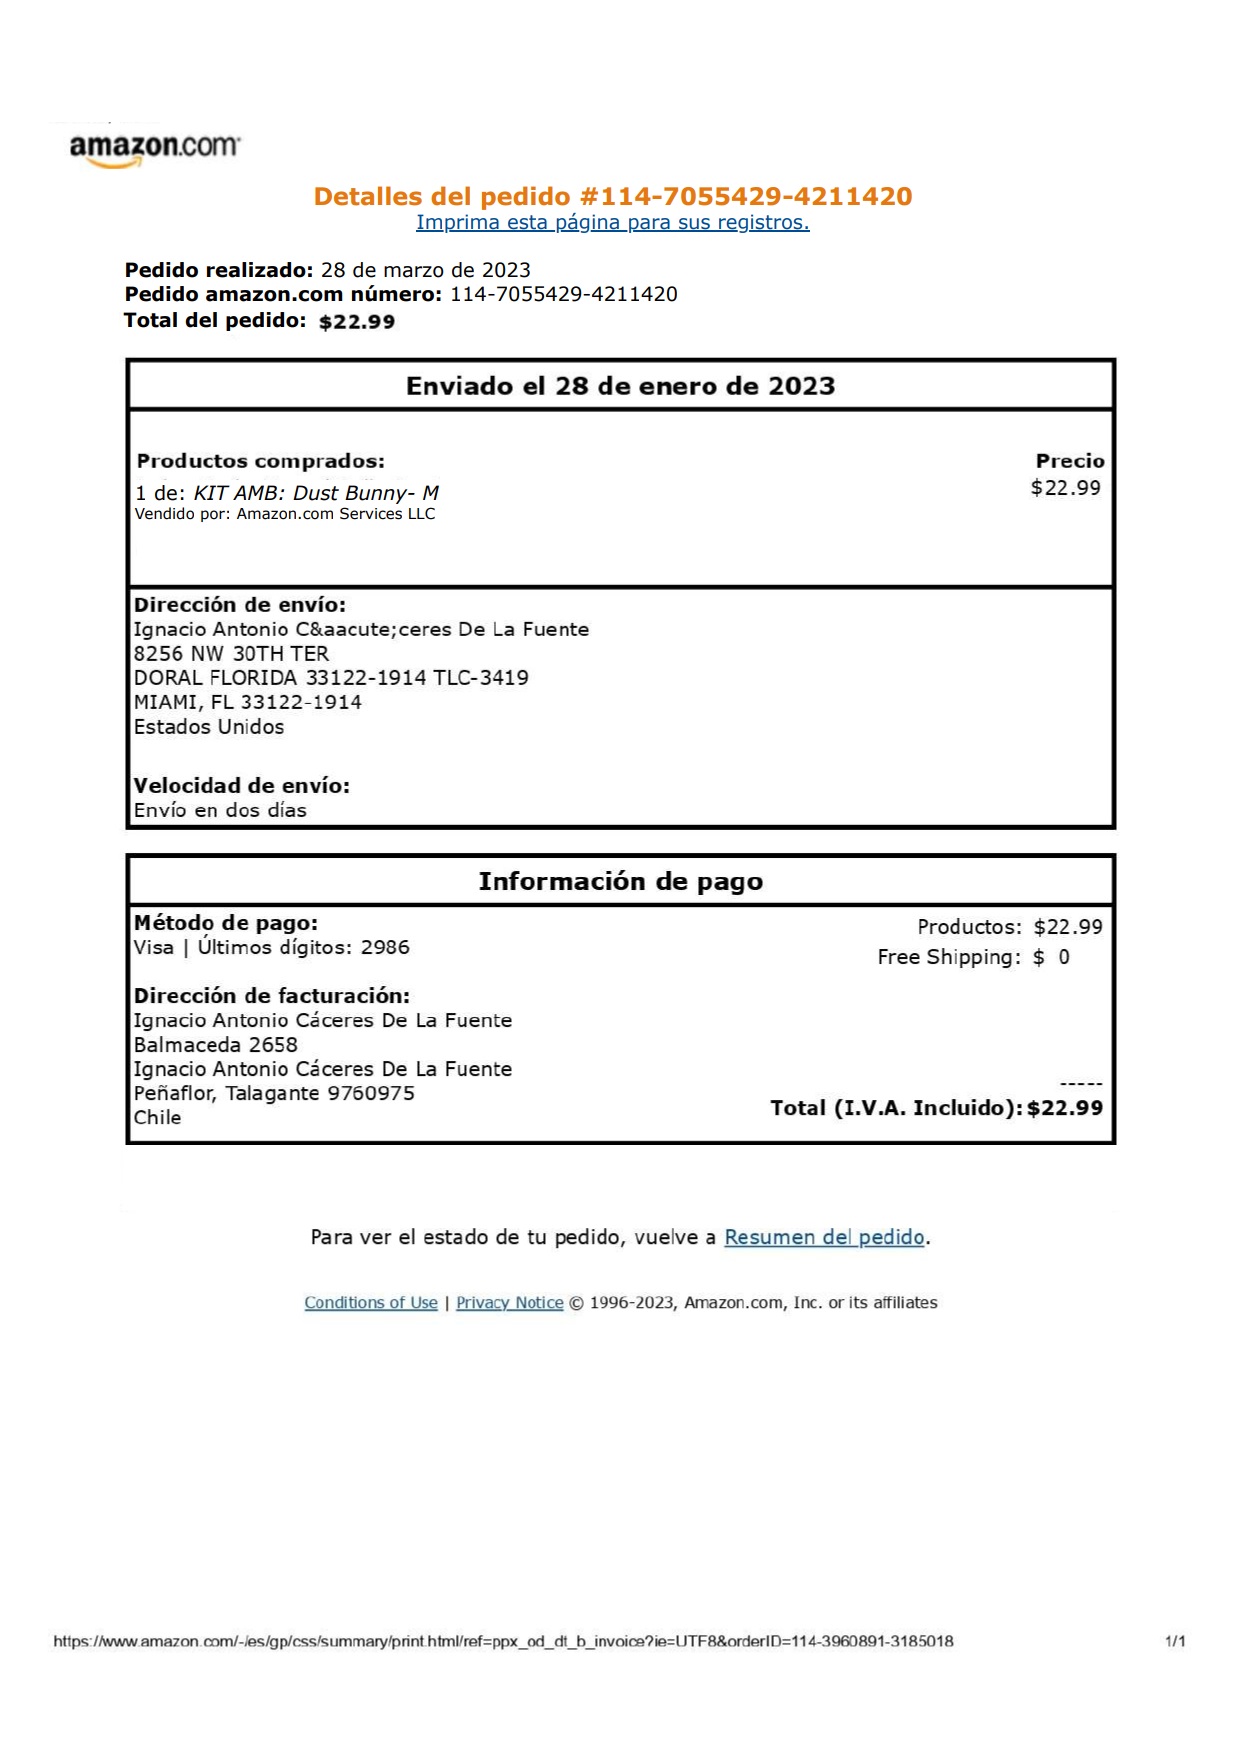 amazon.com
Detalles del pedido #114-7055429-4211420
Imprima esta página para sus registros.
Pedido realizado: 28 de marzo de 2023
Pedido amazon.com número: 114-7055429-4211420
Total del pedido: $22.99
Enviado el 28 de enero de 2023
Productos comprados: Precio
1 de: KIT AMB: Dust Bunny- M $22.99
Vendido por: Amazon.com Services LLC
Dirección de envío:
Ignacio Antonio C&aacute;ceres De La Fuente
8256 NW 30TH TER
DORAL FLORIDA 33122-1914 TLC-3419
MIAMI, FL 33122-1914
Estados Unidos
Velocidad de envío:
Envío en dos días
Información de pago
Método de pago:
Visa | Últimos dígitos: 2986
Productos: $22.99
Free Shipping: $ 0
Dirección de facturación:
Ignacio Antonio Cáceres De La Fuente
Balmaceda 2658
Ignacio Antonio Cáceres De La Fuente
Peñaflor, Talagante 9760975
Chile
-----
Total (I.V.A. Incluido): $22.99
Para ver el estado de tu pedido, vuelve a Resumen del pedido.
Conditions of Use | Privacy Notice © 1996-2023, Amazon.com, Inc. or its affiliates
https://www.amazon.com/-/es/gp/css/summary/print.html/ref=ppx_od_dt_b_invoice?ie=UTF8&orderID=114-3960891-3185018 1/1